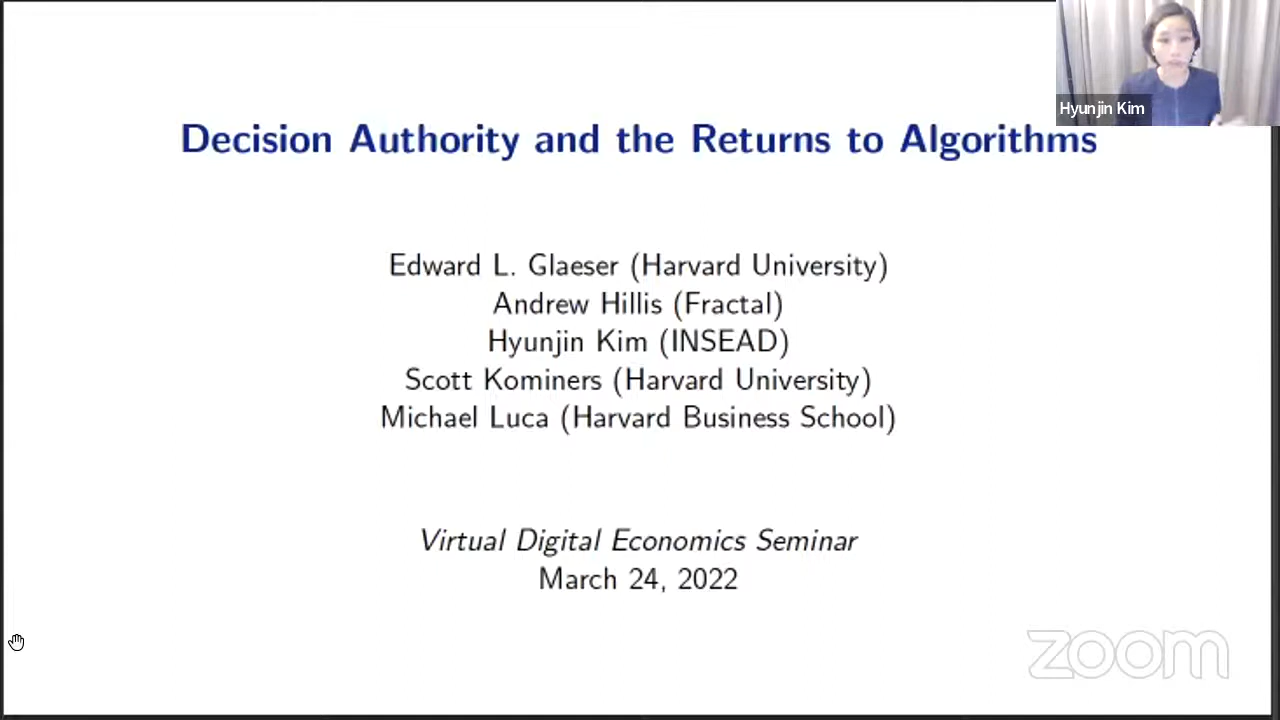 Hyunjin Kim
Decision Authority and the Returns to Algorithms
Edward L. Glaeser (Harvard University)
Andrew Hillis (Fractal)
Hyunjin Kim (INSEAD)
Scott Kominers (Harvard University)
Michael Luca (Harvard Business School)
Virtual Digital Economics Seminar
March 24, 2022
zoom